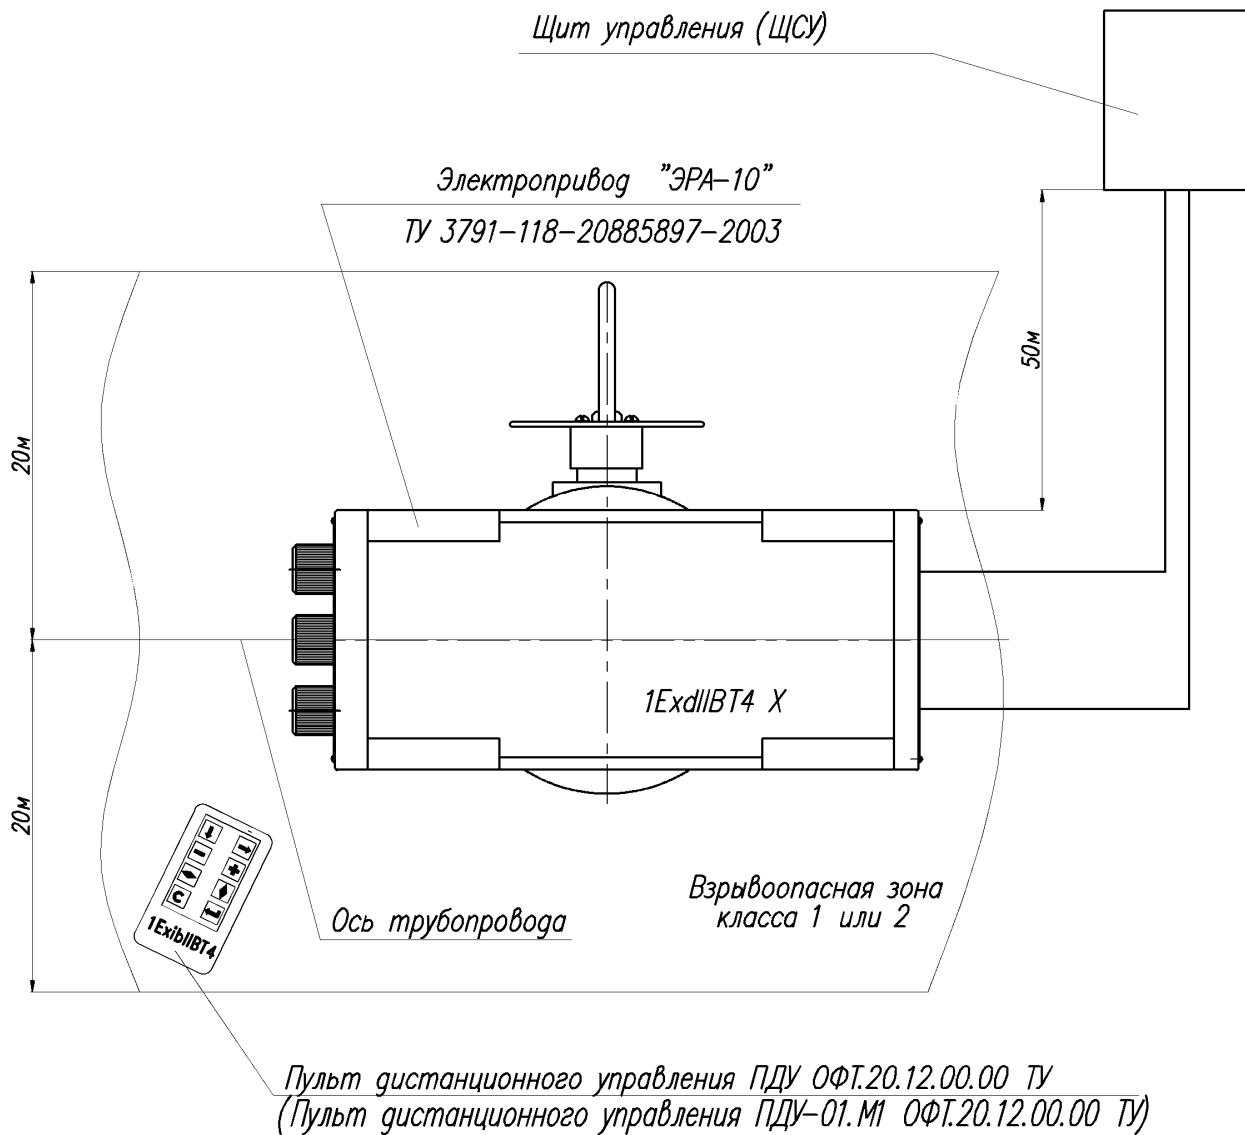 Щит управления (ЩСУ)
Электропривод "ЭРА-10"
ТУ 3791-118-20885897-2003
50м
20м
1ExdIIBT4 X
20м
C
1ExibIIBT4
Ось трубопровода
Взрывоопасная зона
класса 1 или 2
Пульт дистанционного управления ПДУ ОФТ.20.12.00.00 ТУ
(Пульт дистанционного управления ПДУ-01.М1 ОФТ.20.12.00.00 ТУ)